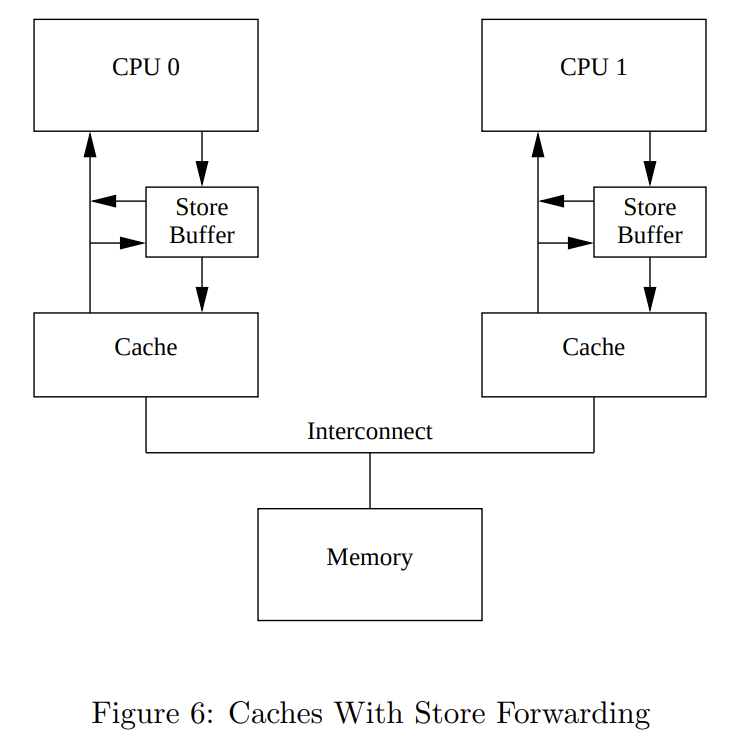 CPU 0
CPU 1
Store
Buffer
Store
Buffer
Cache
Cache
Interconnect
Memory
Figure 6: Caches With Store Forwarding